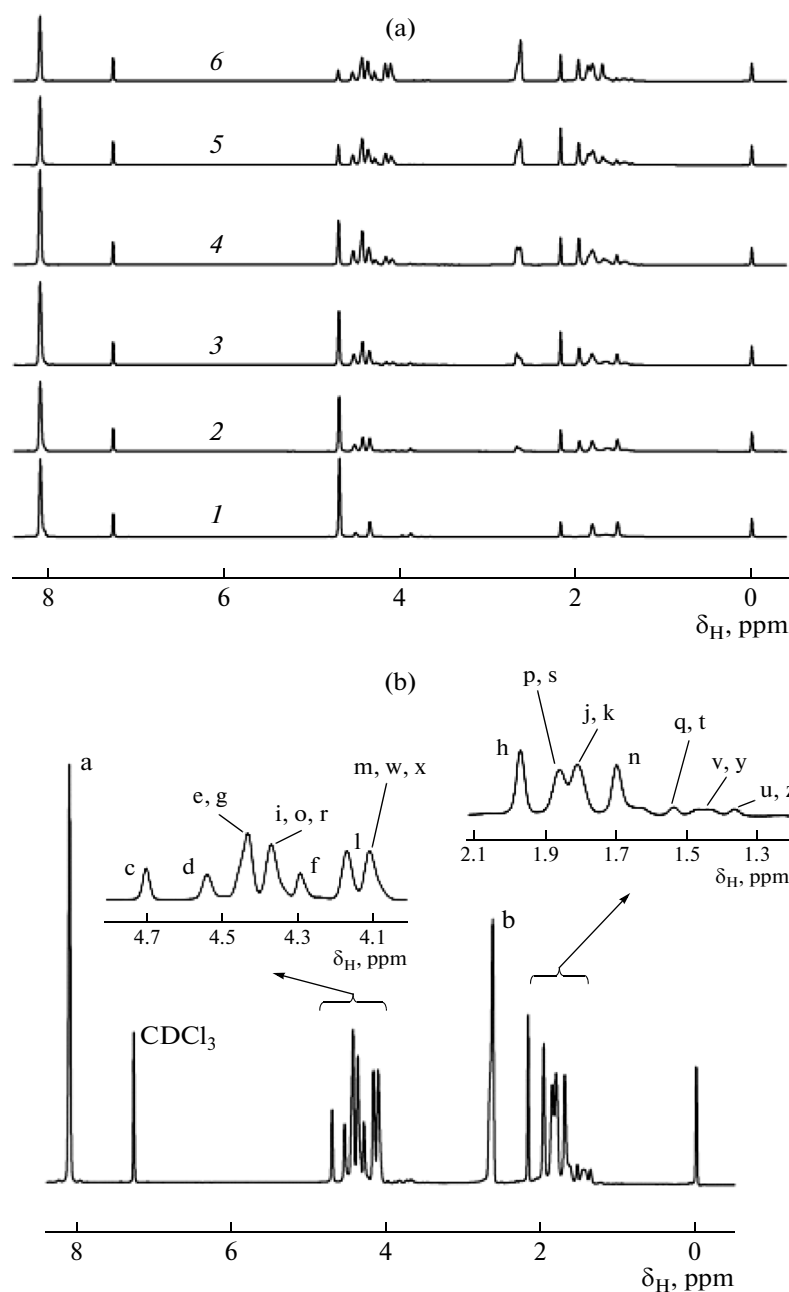 (a)
6
5
4
3
2
1
8 6 4 2 0
δH, ppm
(b)
p, s
j, k
h
n
q, t
v, y
u, z
2.1 1.9 1.7 1.5 1.3
δH, ppm
a
m, w, x
e, g
i, o, r
l
c
d
f
4.7 4.5 4.3 4.1
δH, ppm
b
CDCl3
8 6 4 2 0
δH, ppm